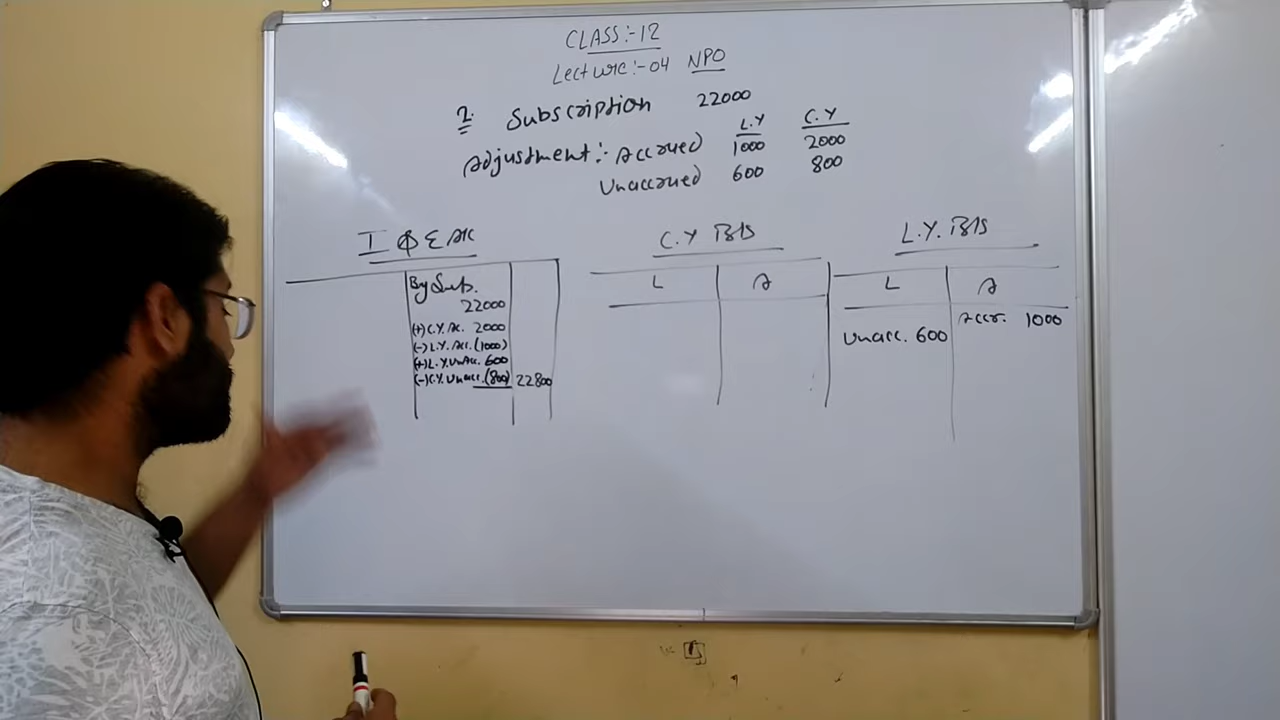 CLASS:-12
Lecture:-04 NPO
2. Subscription 22000
L.Y C.Y
Adjustment:- Accrued 1000 2000
Unaccrued 600 800
I & E A/c
By Sub.
22000
(+) C.Y. Ac. 2000
(-) L.Y. Acc. (1000)
(+) L.Y. UnAcc. 600
(-) C.Y. Unacc. (800) 22800
C.Y B/S
L A
L.Y. B/S
L A
Unacc. 600 Accr. 1000